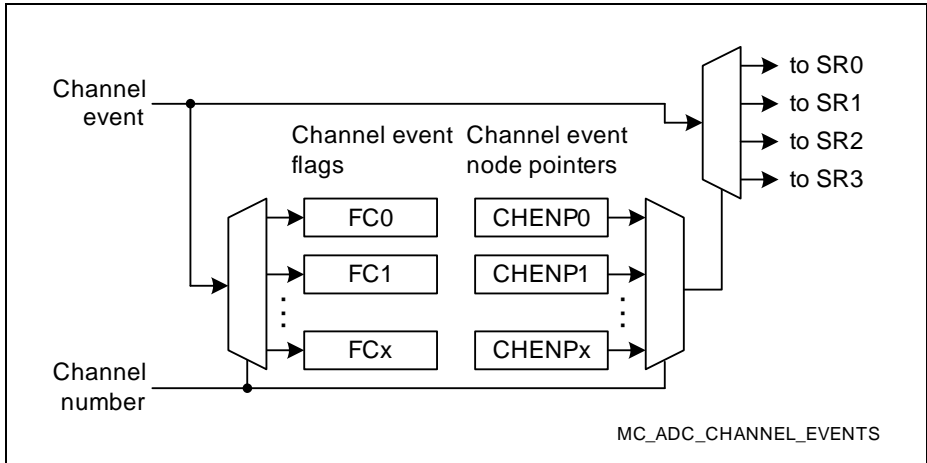 Channel
event
to SR0
to SR1
to SR2
to SR3
Channel event
flags
Channel event
node pointers
FC0
CHENP0
FC1
CHENP1
FCx
CHENPx
Channel
number
MC_ADC_CHANNEL_EVENTS